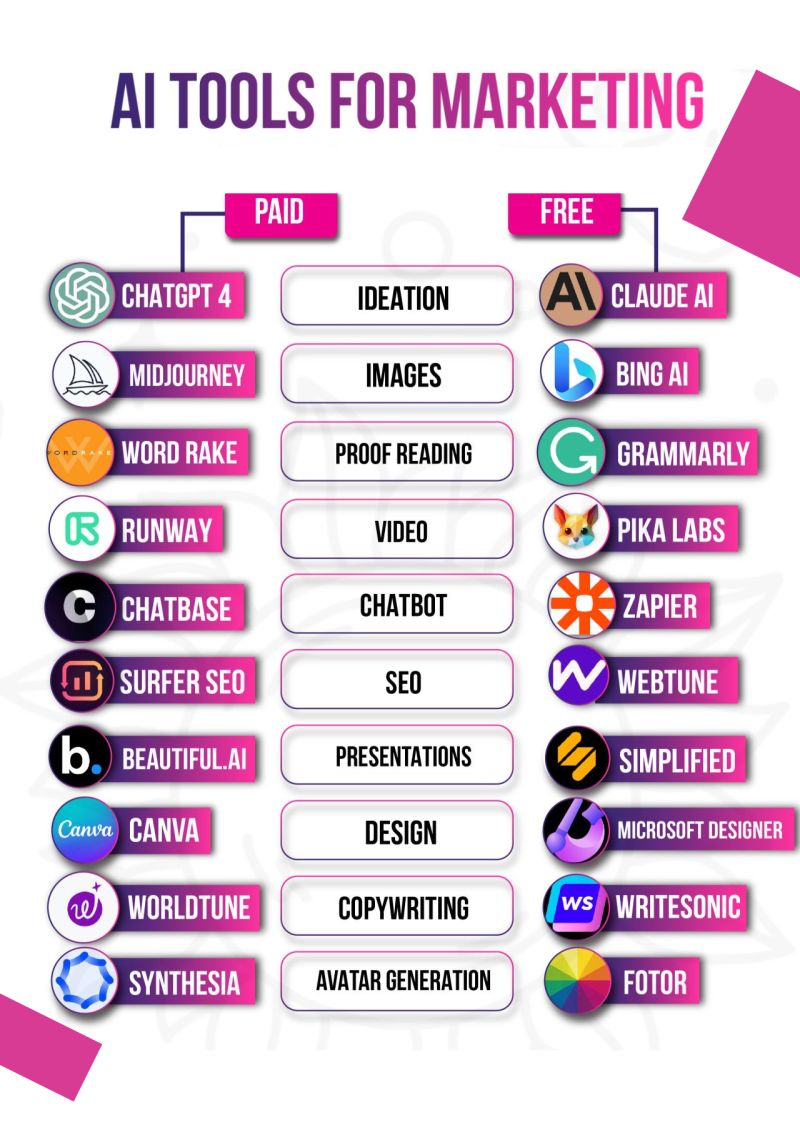 AI TOOLS FOR MARKETING
PAID
FREE
CHATGPT 4
IDEATION
AI
CLAUDE AI
MIDJOURNEY
IMAGES
BING AI
WORDRAKE
WORD RAKE
PROOF READING
GRAMMARLY
RUNWAY
VIDEO
PIKA LABS
CHATBASE
CHATBOT
ZAPIER
SURFER SEO
SEO
WEBTUNE
b.
BEAUTIFUL.AI
PRESENTATIONS
SIMPLIFIED
Canva
CANVA
DESIGN
MICROSOFT DESIGNER
WORLDTUNE
COPYWRITING
WS
WRITESONIC
SYNTHESIA
AVATAR GENERATION
FOTOR